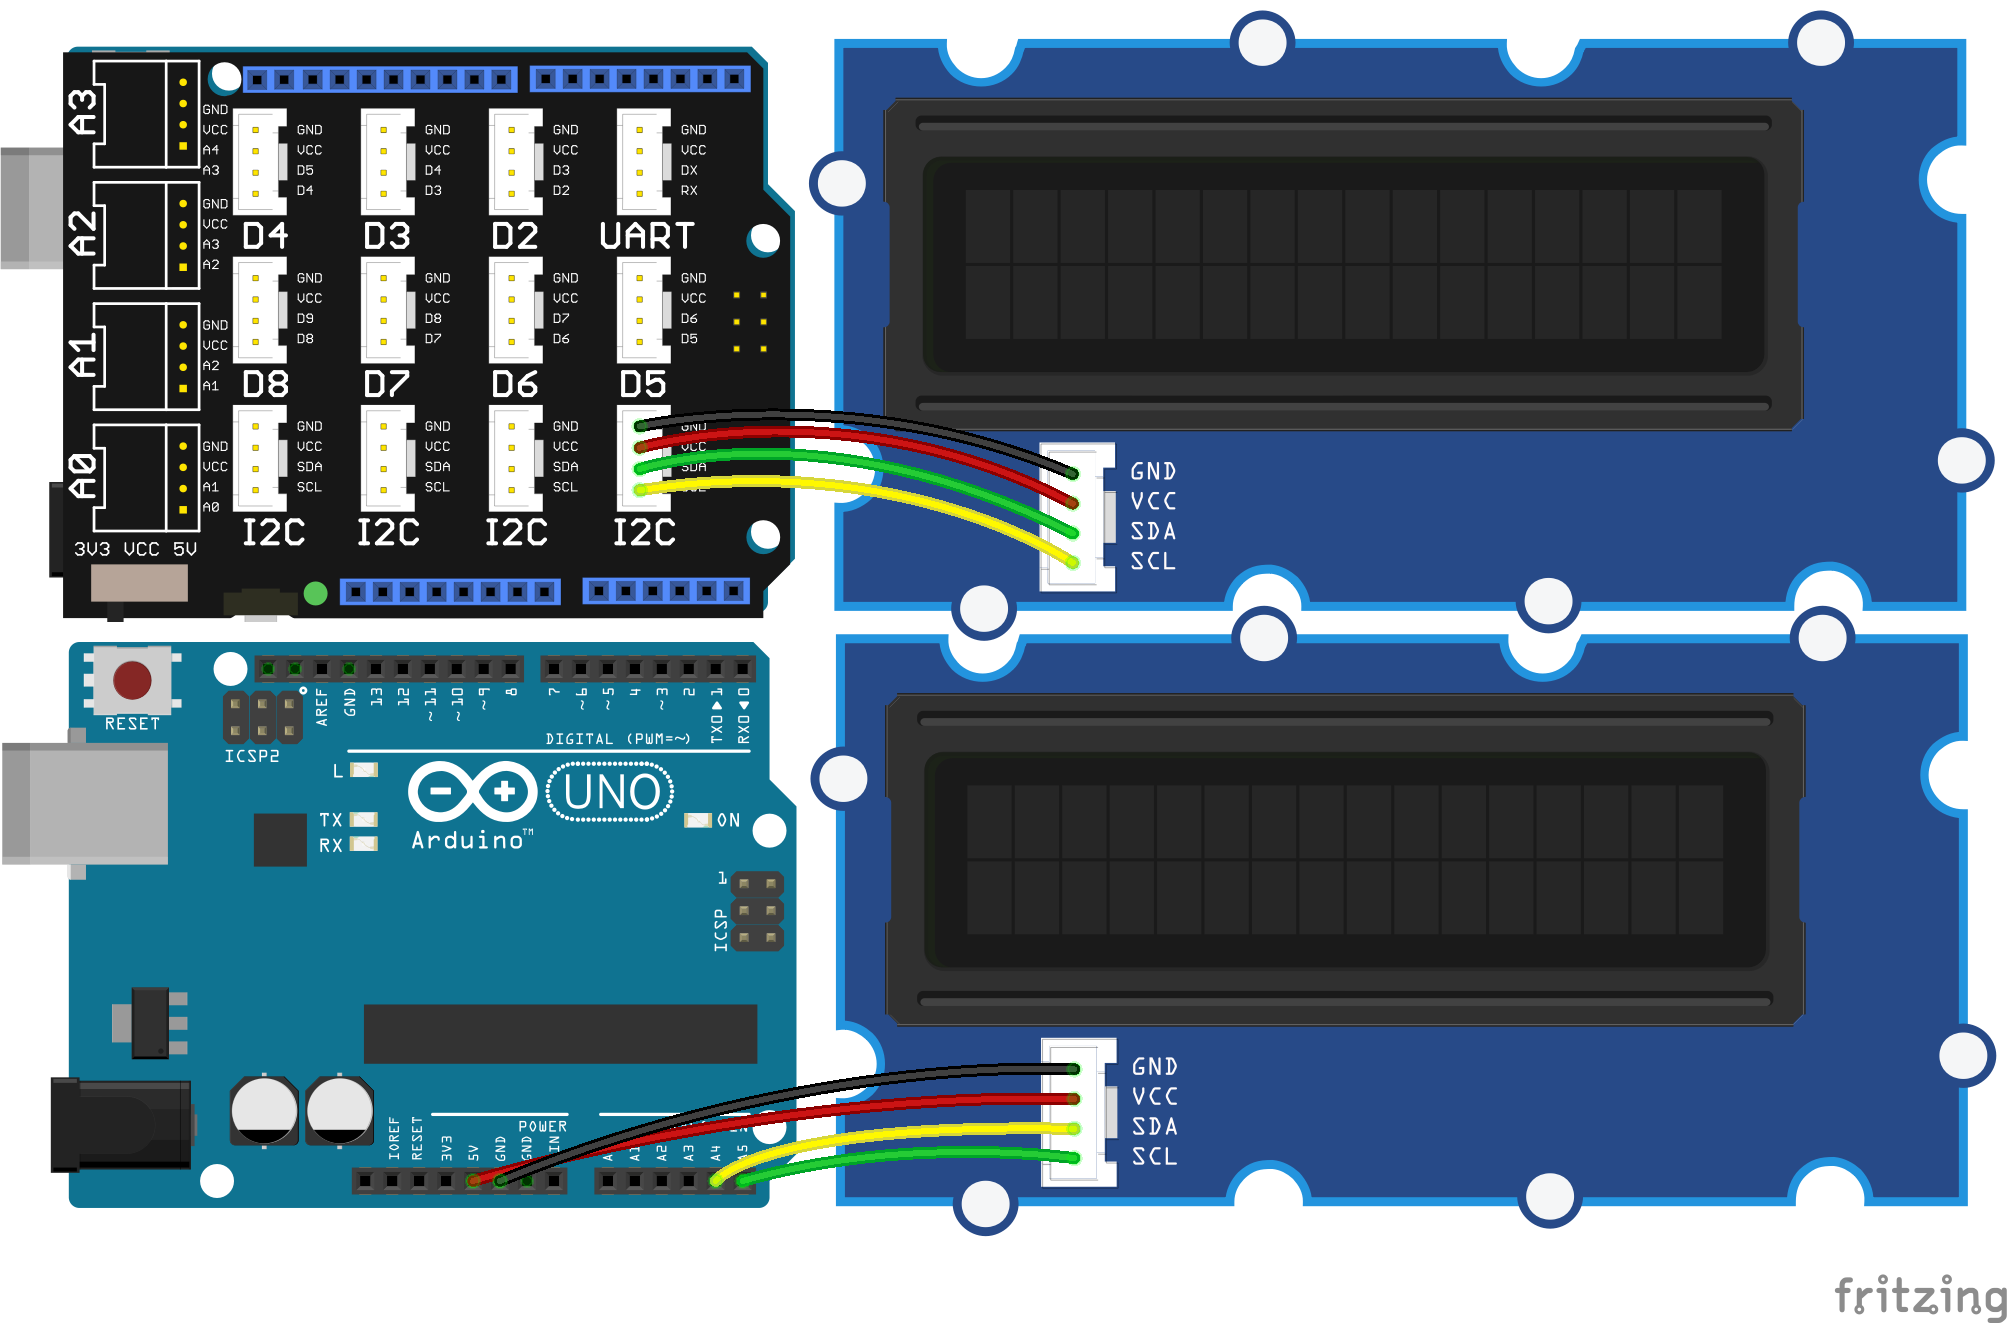 A3
GND
VCC
A4
A3
A2
GND
VCC
A3
A2
A1
GND
VCC
A2
A1
A0
GND
VCC
A1
A0
3V3 VCC 5V
GND
VCC
D5
D4
D4
GND
VCC
D4
D3
D3
GND
VCC
D3
D2
D2
GND
VCC
DX
RX
UART
GND
VCC
D9
D8
D8
GND
VCC
D8
D7
D7
GND
VCC
D7
D6
D6
GND
VCC
D6
D5
D5
GND
VCC
SDA
SCL
I2C
GND
VCC
SDA
SCL
I2C
GND
VCC
SDA
SCL
I2C
GND
VCC
SDA
I2C
GND
VCC
SDA
SCL
RESET
ICSP2
AREF
GND
13
12
~11
~10
~9
8
7
~6
~5
4
~3
2
TX0 1
RX0 0
DIGITAL (PWM=~)
L
TX
RX
Arduino™
UNO
ON
1
ICSP
IOREF
RESET
3V3
5V
GND
GND
POWER
A1
A2
A3
A4
A5
GND
VCC
SDA
SCL
fritzing